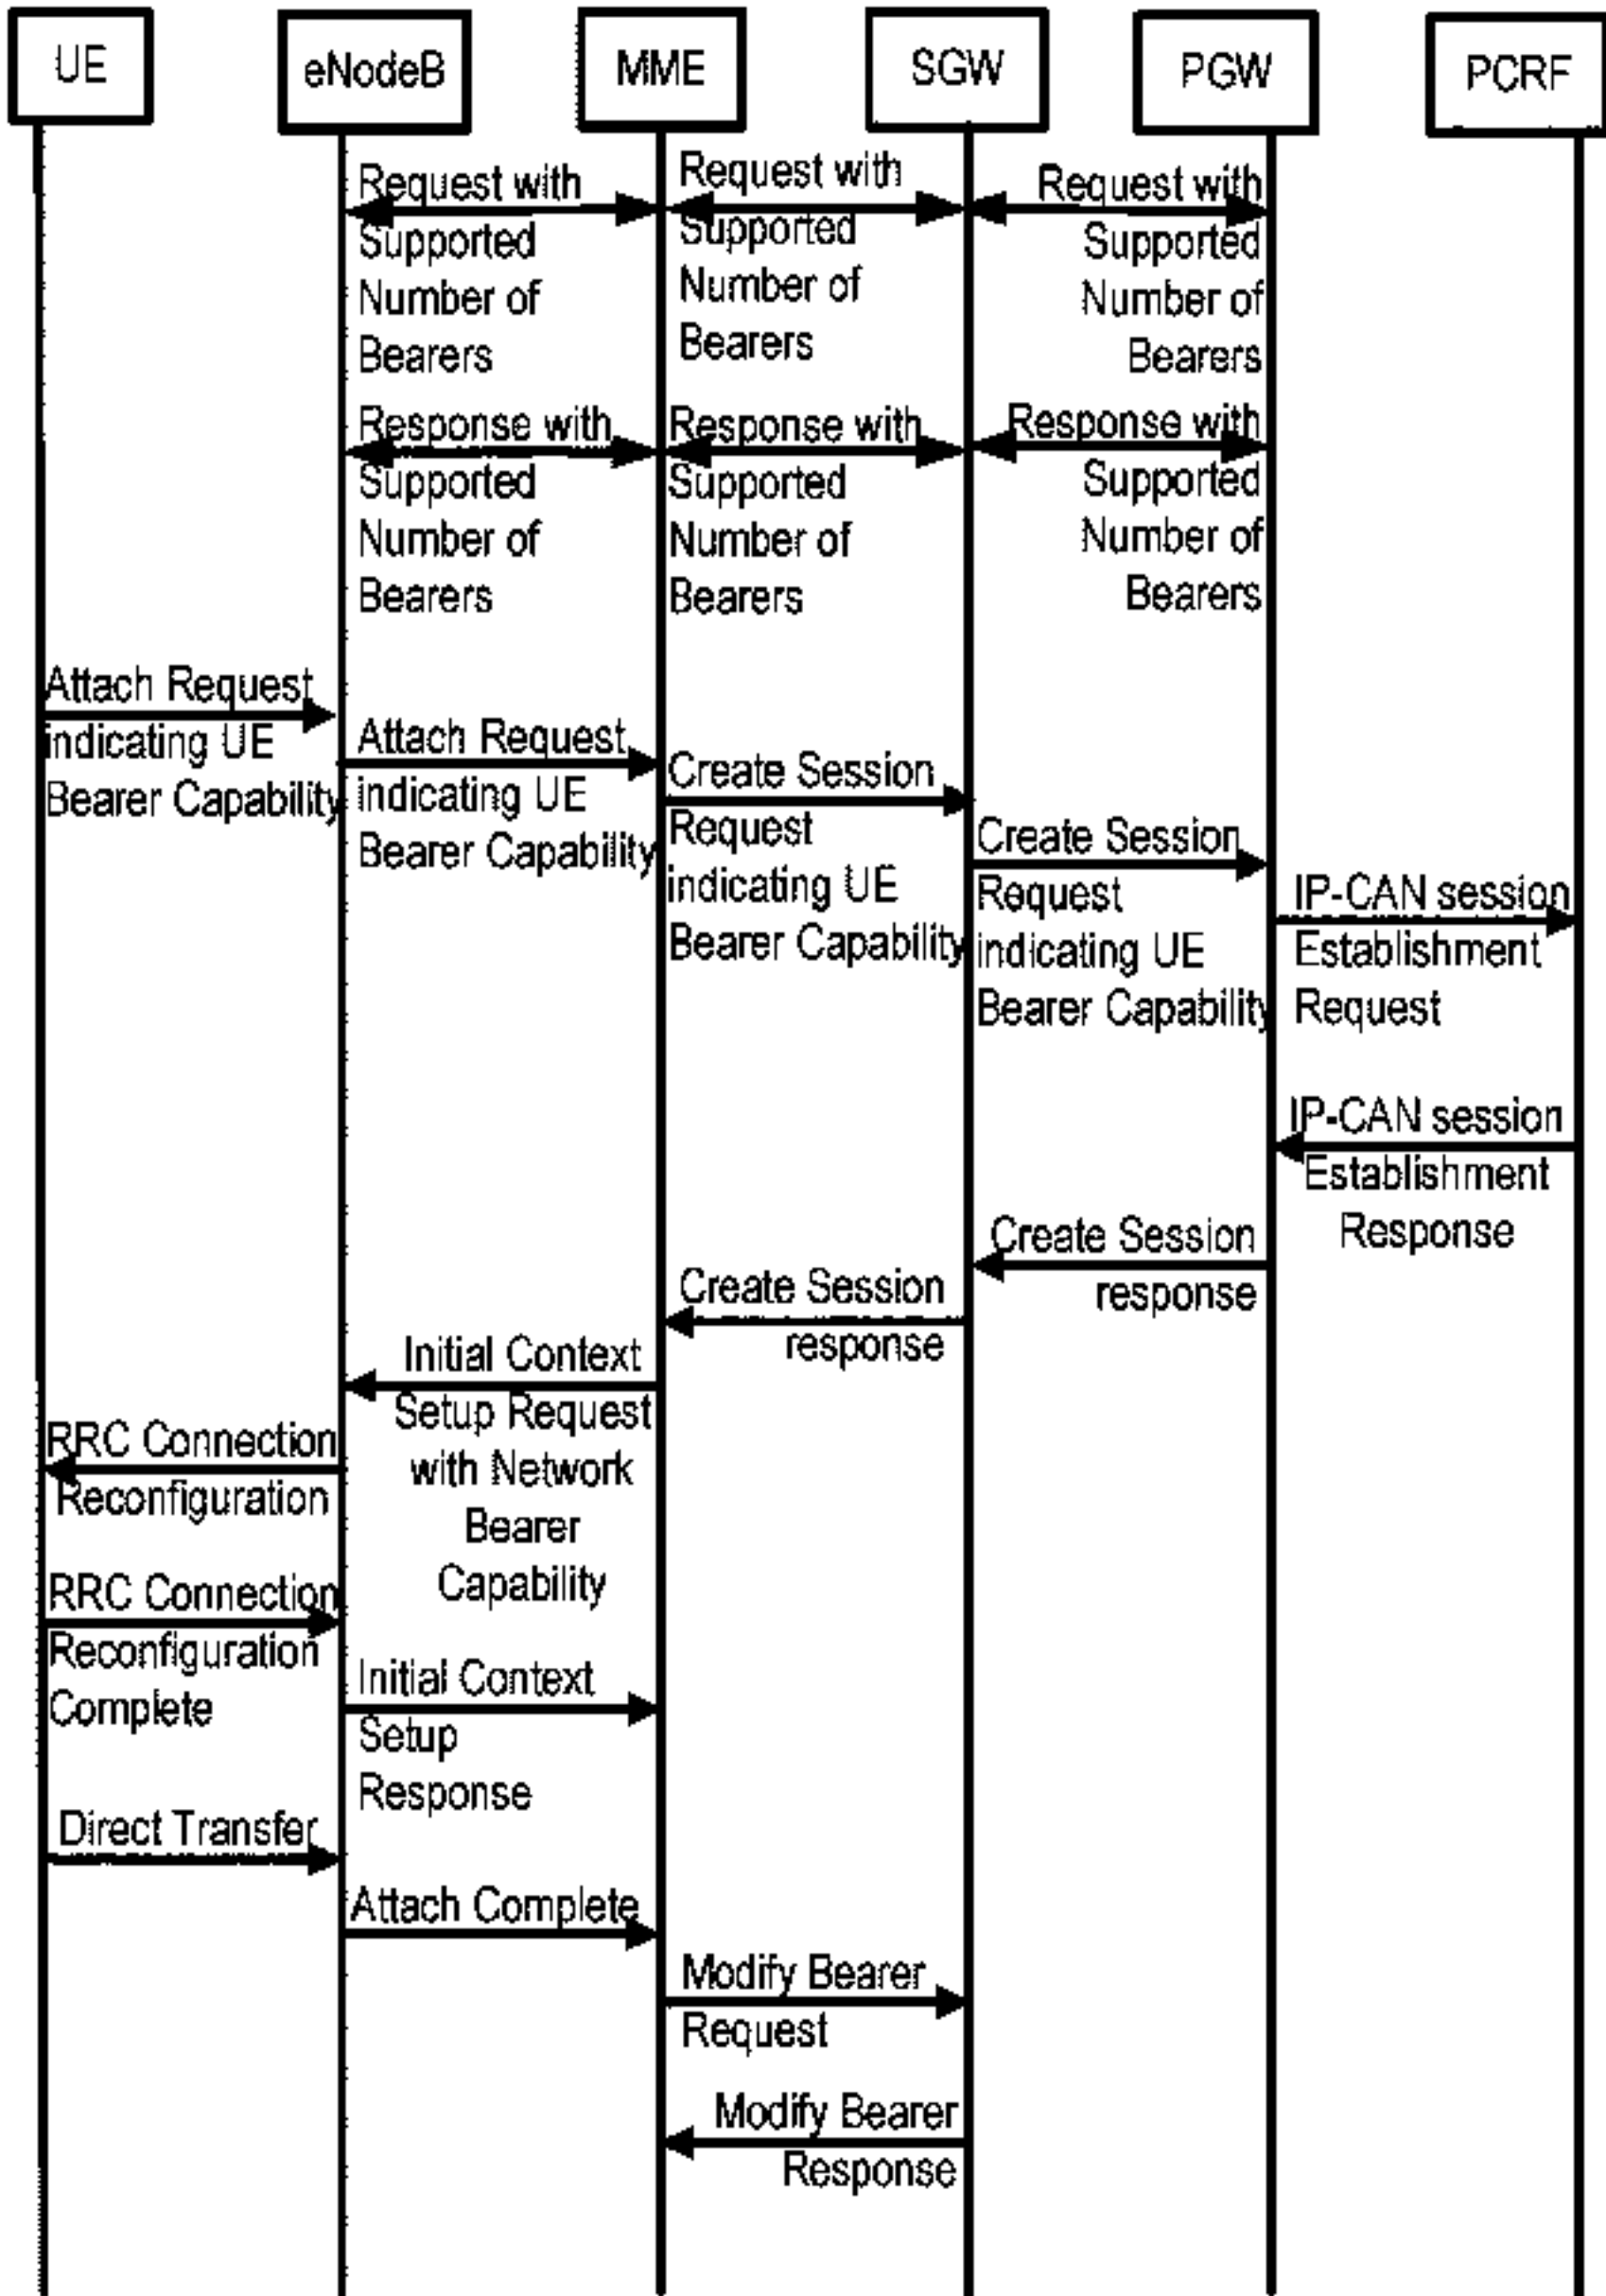 UE
eNodeB
MME
SGW
PGW
PCRF
Request with
Supported
Number of
Bearers
Request with
Supported
Number of
Bearers
Request with
Supported
Number of
Bearers
Response with
Supported
Number of
Bearers
Response with
Supported
Number of
Bearers
Response with
Supported
Number of
Bearers
Attach Request
indicating UE
Bearer Capability
Attach Request
indicating UE
Bearer Capability
Create Session
Request
indicating UE
Bearer Capability
Create Session
Request
indicating UE
Bearer Capability
IP-CAN session
Establishment
Request
IP-CAN session
Establishment
Response
Create Session
response
Create Session
response
Initial Context
Setup Request
with Network
Bearer
Capability
RRC Connection
Reconfiguration
RRC Connection
Reconfiguration
Complete
Initial Context
Setup
Response
Direct Transfer
Attach Complete
Modify Bearer
Request
Modify Bearer
Response